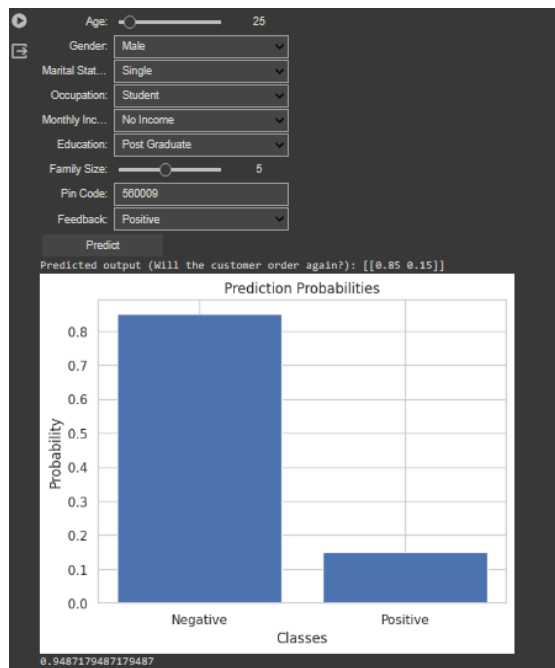 Age: 25
Gender: Male
Marital Stat... Single
Occupation: Student
Monthly Inc... No Income
Education: Post Graduate
Family Size: 5
Pin Code: 560009
Feedback: Positive
Predict
Predicted output (Will the customer order again?): [[0.85 0.15]]
Prediction Probabilities
0.8
0.7
0.6
0.5
0.4
0.3
0.2
0.1
0.0
Probability
Negative Positive
Classes
0.9487179487179487